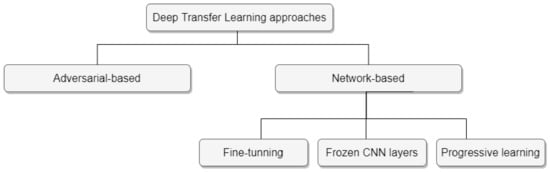 Deep Transfer Learning approaches
Adversarial-based
Network-based
Fine-tunning
Frozen CNN layers
Progressive learning